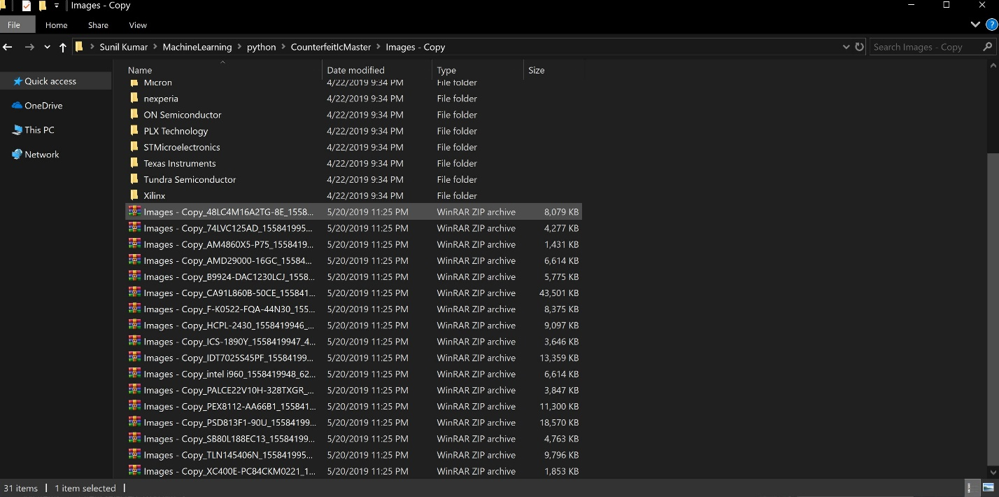 Images - Copy
File Home Share View
Sunil Kumar MachineLearning python CounterfeitIcMaster Images - Copy Search Images - Copy
Name Date modified Type Size
Quick access
OneDrive
This PC
Network
Micron 4/22/2019 9:34 PM File folder
nexperia 4/22/2019 9:34 PM File folder
ON Semiconductor 4/22/2019 9:34 PM File folder
PLX Technology 4/22/2019 9:34 PM File folder
STMicroelectronics 4/22/2019 9:34 PM File folder
Texas Instruments 4/22/2019 9:34 PM File folder
Tundra Semiconductor 4/22/2019 9:34 PM File folder
Xilinx 4/22/2019 9:34 PM File folder
Images - Copy_48LC4M16A2TG-8E_1558... 5/20/2019 11:25 PM WinRAR ZIP archive 8,079 KB
Images - Copy_74LVC125AD_155841995... 5/20/2019 11:25 PM WinRAR ZIP archive 4,277 KB
Images - Copy_AM4860X5-P75_1558419... 5/20/2019 11:25 PM WinRAR ZIP archive 1,431 KB
Images - Copy_AMD29000-16GC_15584... 5/20/2019 11:25 PM WinRAR ZIP archive 6,614 KB
Images - Copy_B9924-DAC1230LCJ_1558... 5/20/2019 11:25 PM WinRAR ZIP archive 5,775 KB
Images - Copy_CA91L860B-50CE_155841... 5/20/2019 11:25 PM WinRAR ZIP archive 43,501 KB
Images - Copy_F-K0522-FQA-44N30_155... 5/20/2019 11:25 PM WinRAR ZIP archive 8,375 KB
Images - Copy_HCPL-2430_1558419946_... 5/20/2019 11:25 PM WinRAR ZIP archive 9,097 KB
Images - Copy_ICS-1890Y_1558419947_4... 5/20/2019 11:25 PM WinRAR ZIP archive 3,646 KB
Images - Copy_IDT7025S45PF_15584199... 5/20/2019 11:25 PM WinRAR ZIP archive 13,359 KB
Images - Copy_intel i960_1558419948_62... 5/20/2019 11:25 PM WinRAR ZIP archive 6,614 KB
Images - Copy_PALCE22V10H-328TXGR_... 5/20/2019 11:25 PM WinRAR ZIP archive 3,847 KB
Images - Copy_PEX8112-AA66B1_155841... 5/20/2019 11:25 PM WinRAR ZIP archive 11,300 KB
Images - Copy_PSD813F1-90U_15584199... 5/20/2019 11:25 PM WinRAR ZIP archive 18,570 KB
Images - Copy_SB80L188EC13_15584199... 5/20/2019 11:25 PM WinRAR ZIP archive 4,763 KB
Images - Copy_TLN145406N_155841995... 5/20/2019 11:25 PM WinRAR ZIP archive 9,796 KB
Images - Copy_XC400E-PC84CKM0221_1... 5/20/2019 11:25 PM WinRAR ZIP archive 1,853 KB
31 items 1 item selected